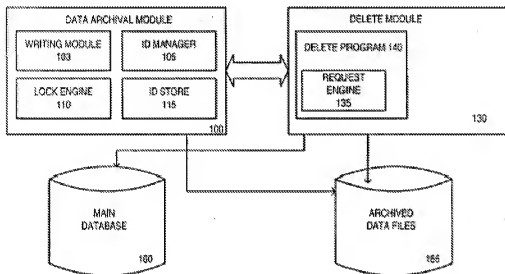 DATA ARCHIVAL MODULE
WRITING MODULE
103
ID MANAGER
105
LOCK ENGINE
110
ID STORE
115
100
DELETE MODULE
DELETE PROGRAM 140
REQUEST
ENGINE
135
130
MAIN
DATABASE
160
ARCHIVED
DATA FILES
166